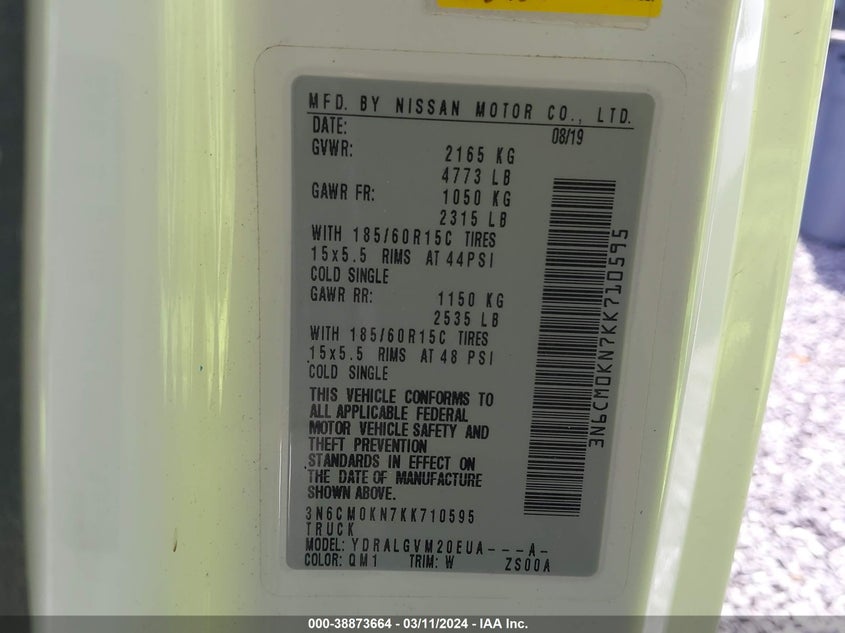 MFD. BY NISSAN MOTOR CO., LTD.
DATE: 08/19
GVWR: 2165 KG
4773 LB
GAWR FR: 1050 KG
2315 LB
WITH 185/60R15C TIRES
15x5.5 RIMS AT 44PSI
COLD SINGLE
GAWR RR: 1150 KG
2535 LB
WITH 185/60R15C TIRES
15x5.5 RIMS AT 48 PSI
COLD SINGLE
THIS VEHICLE CONFORMS TO
ALL APPLICABLE FEDERAL
MOTOR VEHICLE SAFETY AND
THEFT PREVENTION
STANDARDS IN EFFECT ON
THE DATE OF MANUFACTURE
SHOWN ABOVE.
3N6CM0KN7KK710595
TRUCK
MODEL: YDRALGVM20EUA---A-
COLOR: QM1 TRIM: W ZS00A
3N6CM0KN7KK710595
000-38873664 - 03/11/2024 - IAA Inc.